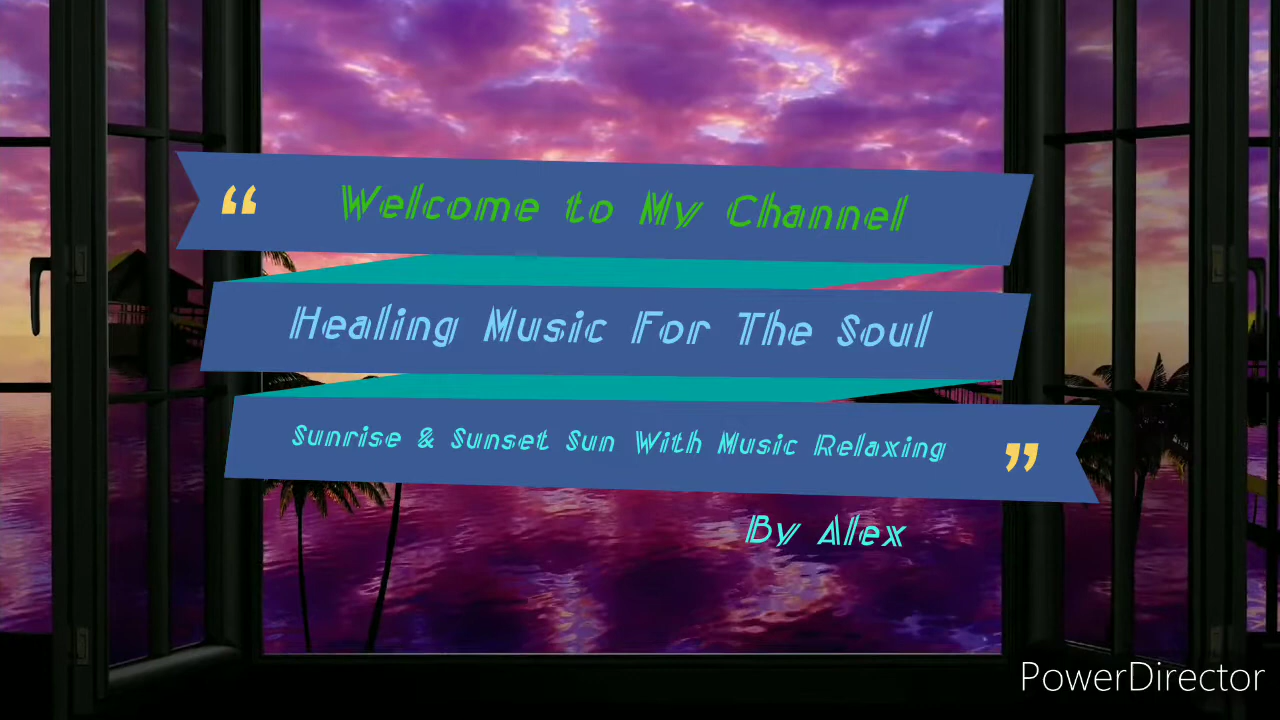 “ Welcome to My Channel
Healing Music For The Soul
Sunrise & Sunset Sun With Music Relaxing ”
By Alex
PowerDirector